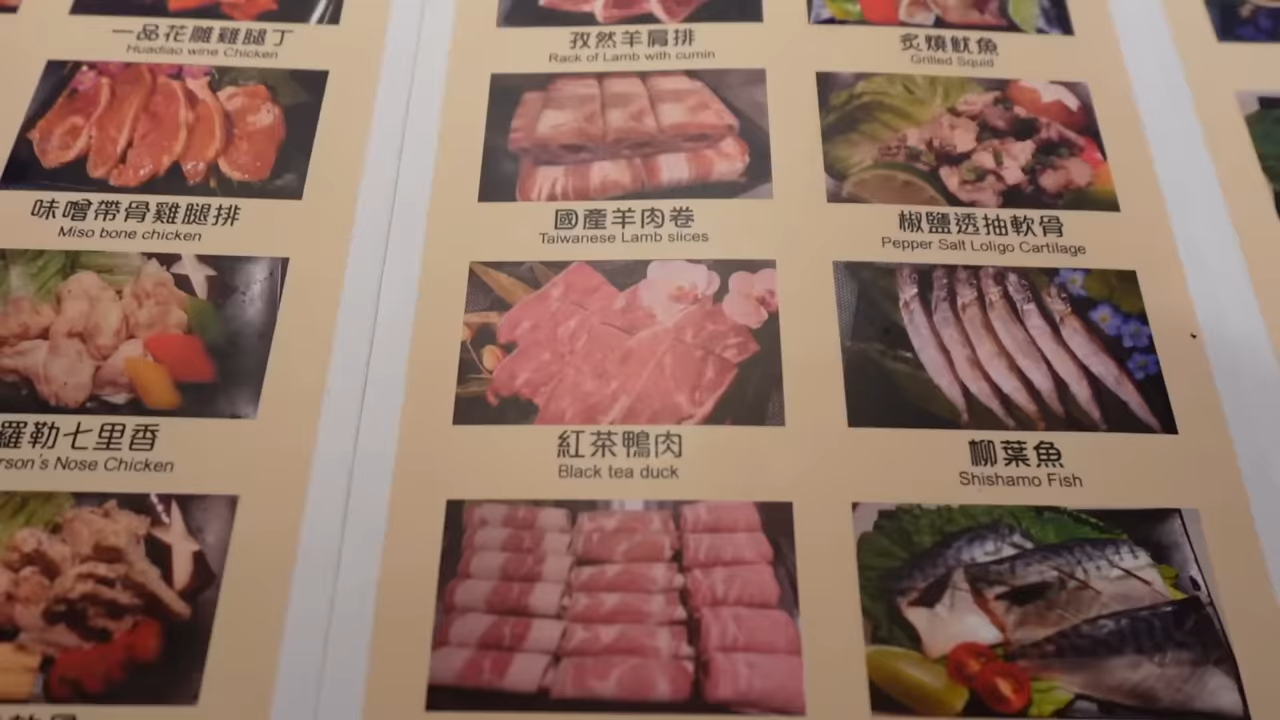 一品花雕雞腿丁
Huadiao wine Chicken
味噌帶骨雞腿排
Miso bone chicken
羅勒七里香
rson's Nose Chicken
孜然羊肩排
Rack of Lamb with cumin
國產羊肉卷
Taiwanese Lamb slices
紅茶鴨肉
Black tea duck
炙燒魷魚
Grilled Squid
椒鹽透抽軟骨
Pepper Salt Loligo Cartilage
柳葉魚
Shishamo Fish